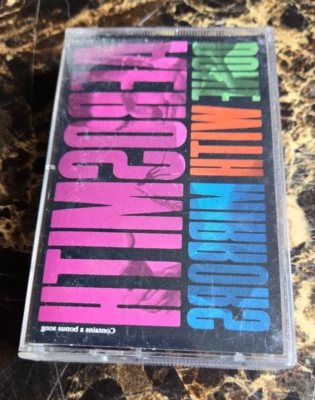 AEROSMITH
DONE WITH MIRRORS
Contains a bonus song